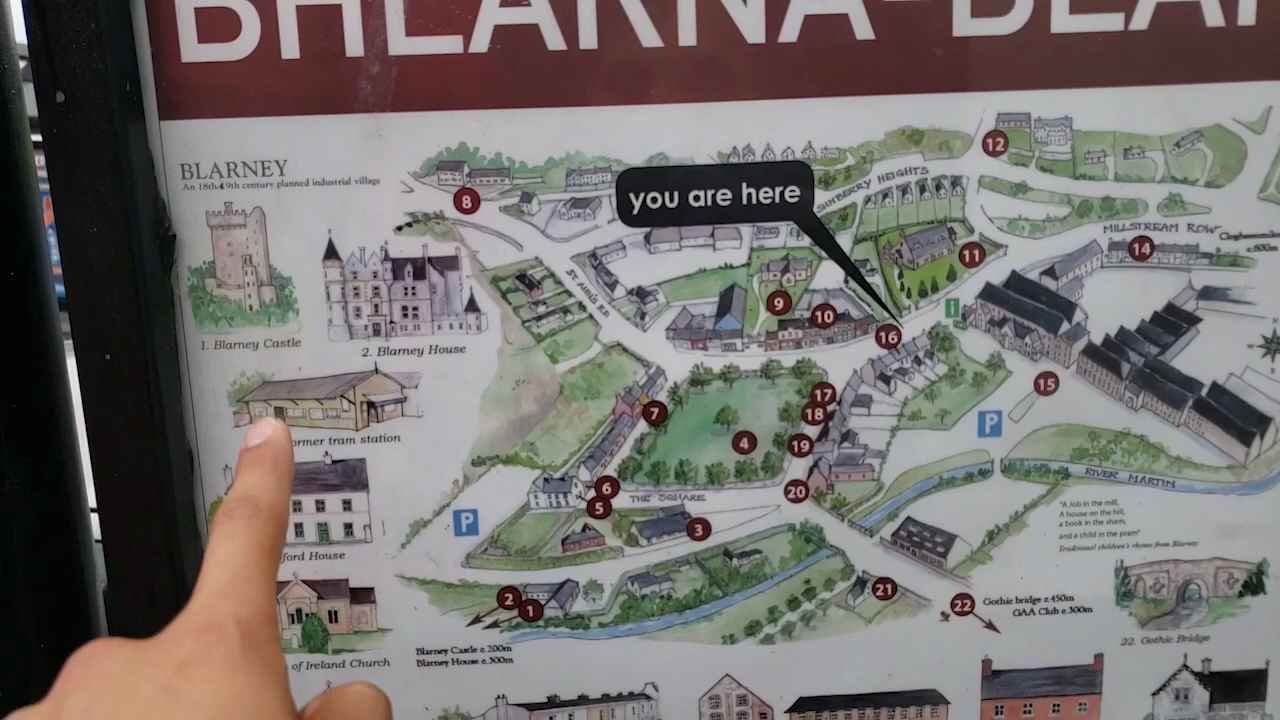 BHLARNA-BLAR
BLARNEY
An 18th-19th century planned industrial village
1. Blarney Castle
2. Blarney House
ormer tram station
ford House
of Ireland Church
you are here
SUNBERRY HEIGHTS
MILLSTREAM ROW
c.600m
ST. ANN'S RD.
THE SQUARE
RIVER MARTIN
8
12
11
14
9
10
i
16
15
17
7
18
4
19
P
6
20
5
P
3
2
1
21
22
"A Job in the mill,
A house on the hill,
a book in the sham,
and a child in the pram"
Traditional children's rhyme from Blarney
Gothic bridge c.450m
GAA Club c.300m
Blarney Castle c.200m
Blarney House c.300m
22. Gothic Bridge